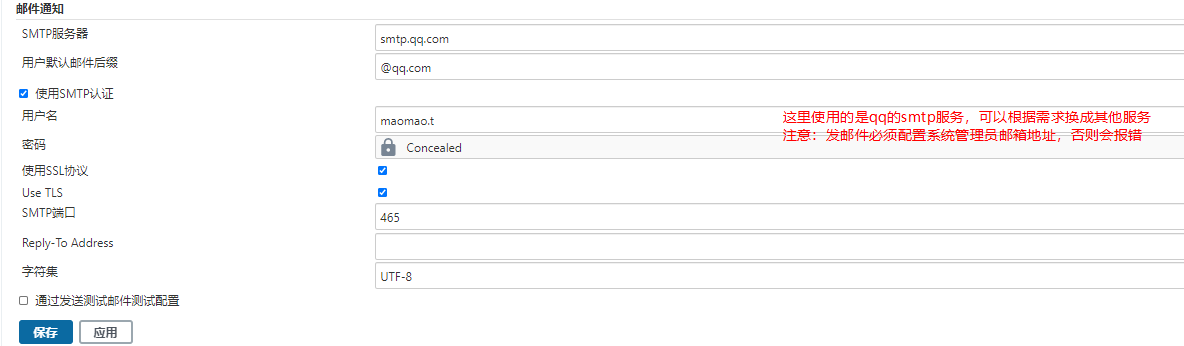 邮件通知
SMTP服务器
smtp.qq.com
用户默认邮件后缀
@qq.com
使用SMTP认证
用户名
maomao.t
这里使用的是qq的smtp服务，可以根据需求换成其他服务
注意：发邮件必须配置系统管理员邮箱地址，否则会报错
密码
Concealed
使用SSL协议
Use TLS
SMTP端口
465
Reply-To Address
字符集
UTF-8
通过发送测试邮件测试配置
保存
应用